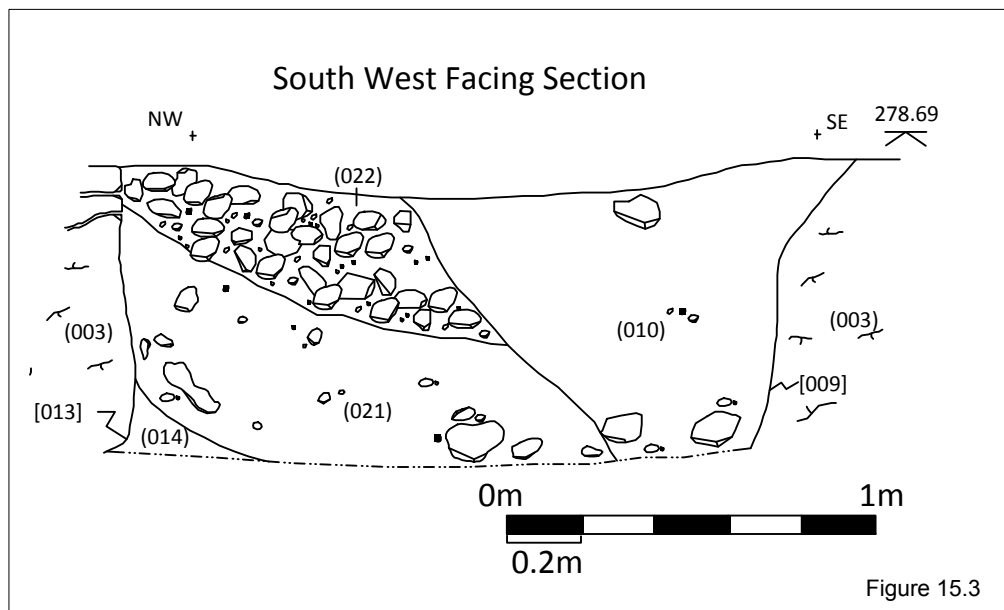 South West Facing Section
NW
SE
278.69
(022)
(003)
(010)
(003)
[009]
[013]
(014)
(021)
0m
1m
0.2m
Figure 15.3